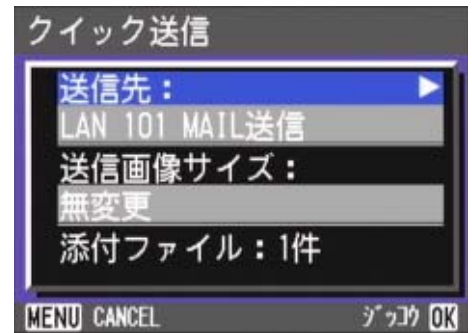 クイック送信
送信先：
LAN 101 MAIL送信
送信画像サイズ：
無変更
添付ファイル：1件
MENU CANCEL ｼﾞｯｺｳ OK